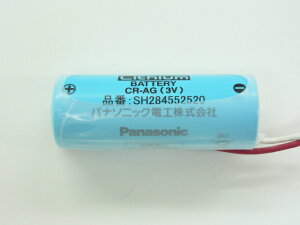 Lithium
BATTERY
CR-AG (3V)
品番:SH284552520
パナソニック電工株式会社
Panasonic